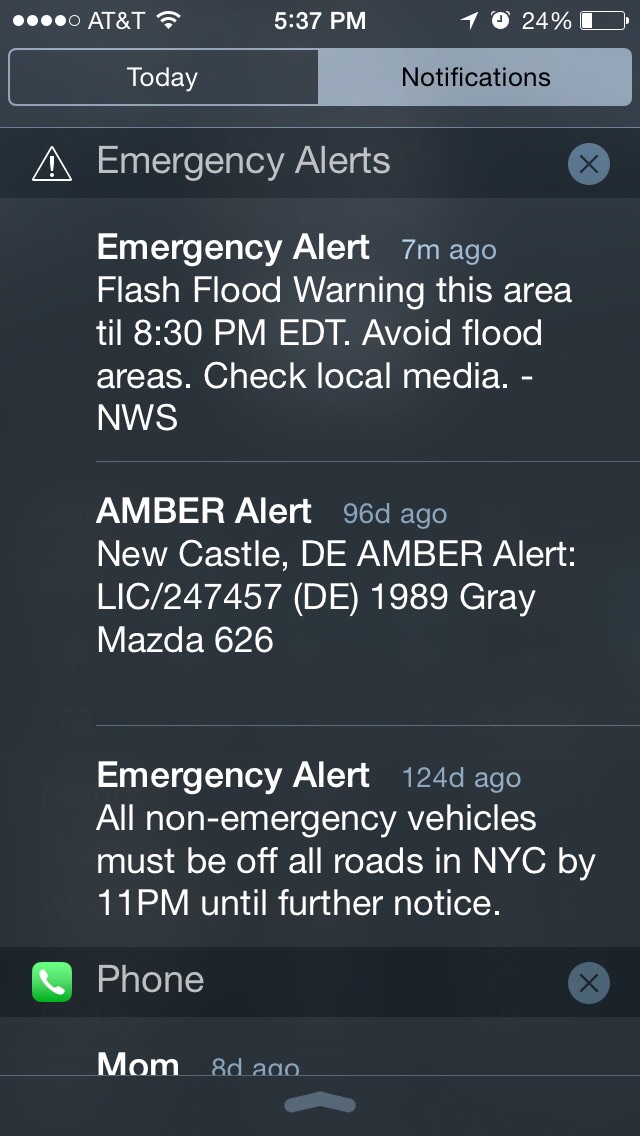 AT&T 5:37 PM 24%
Today Notifications
Emergency Alerts
Emergency Alert 7m ago
Flash Flood Warning this area
til 8:30 PM EDT. Avoid flood
areas. Check local media. -
NWS
AMBER Alert 96d ago
New Castle, DE AMBER Alert:
LIC/247457 (DE) 1989 Gray
Mazda 626
Emergency Alert 124d ago
All non-emergency vehicles
must be off all roads in NYC by
11PM until further notice.
Phone
Mom 8d ago